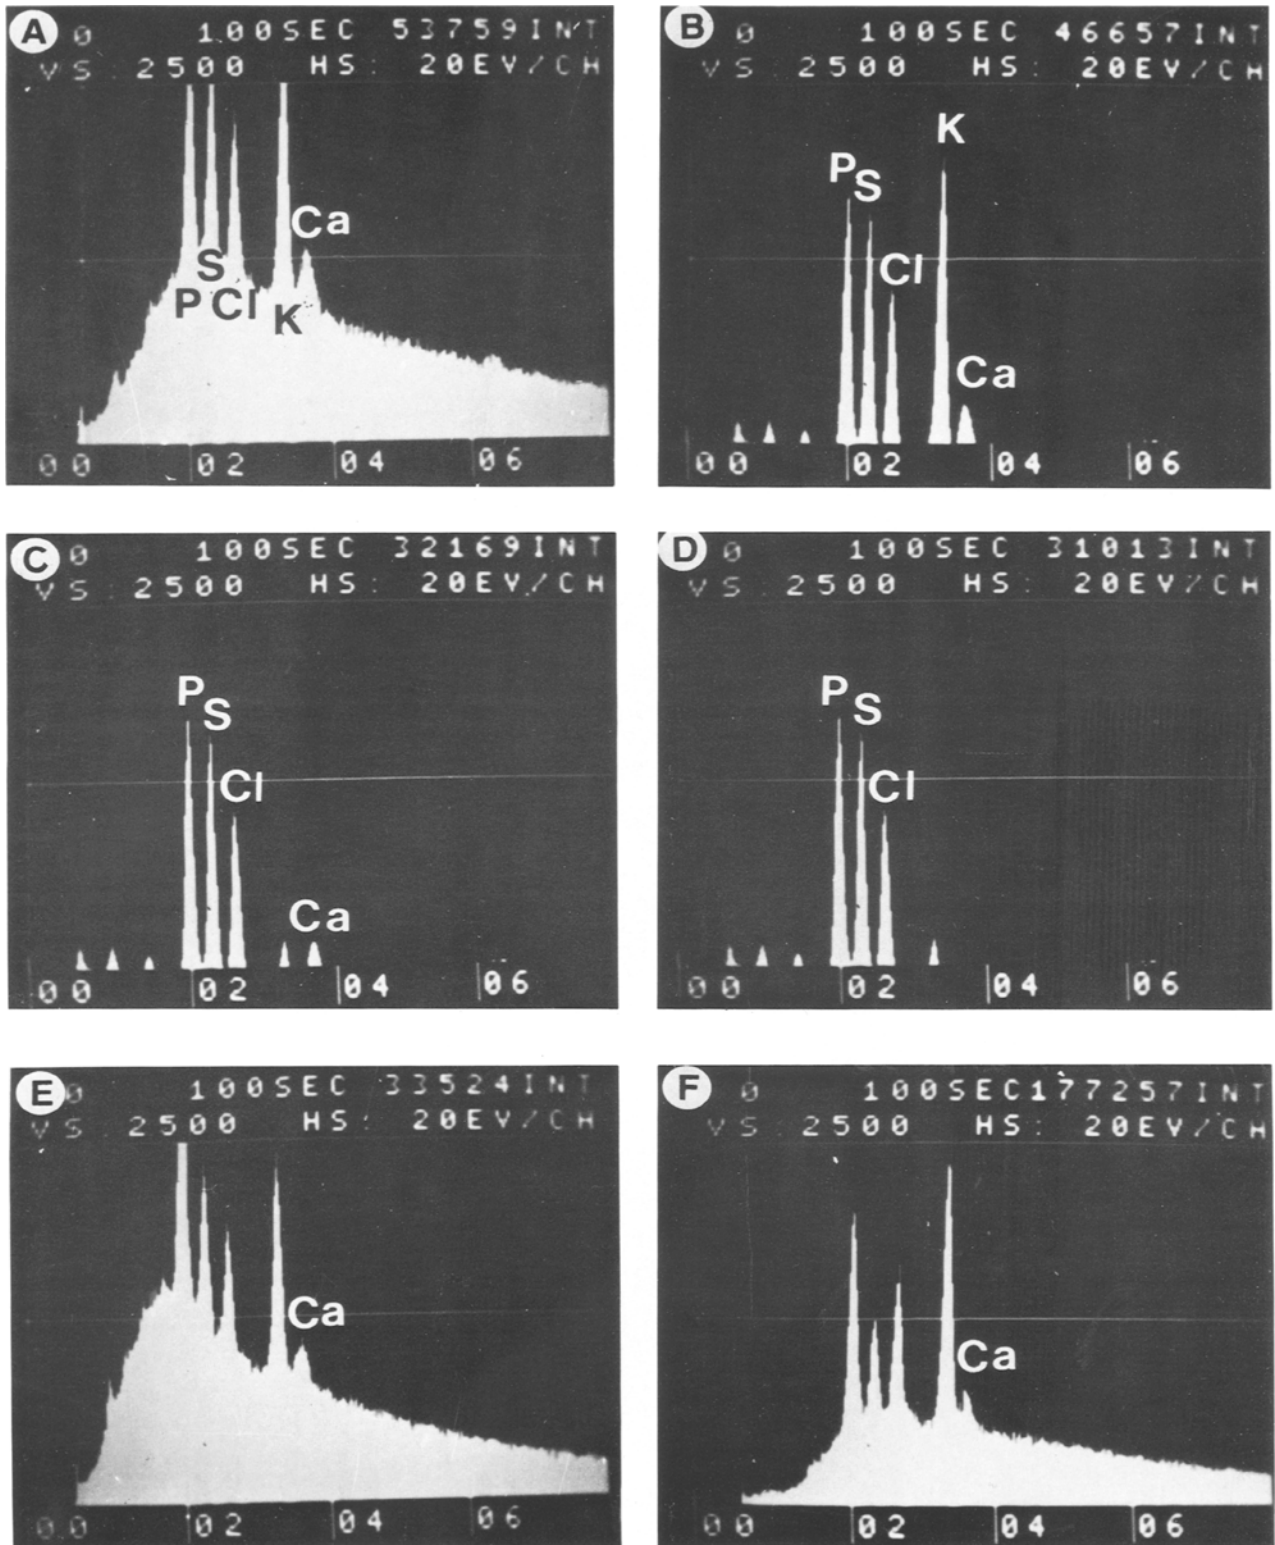 A 0 100SEC 53759INT
VS: 2500 HS: 20EV/CH
Ca
S
P Cl
K
00 02 04 06
B 0 100SEC 46657INT
VS: 2500 HS: 20EV/CH
K
P S
Cl
Ca
00 02 04 06
C 0 100SEC 32169INT
VS: 2500 HS: 20EV/CH
P S
Cl
Ca
00 02 04 06
D 0 100SEC 31013INT
VS: 2500 HS: 20EV/CH
P S
Cl
00 02 04 06
E 0 100SEC 33524INT
VS: 2500 HS: 20EV/CH
Ca
0.0 02 04 06
F 0 100SEC177257INT
VS: 2500 HS: 20EV/CH
Ca
00 02 04 06